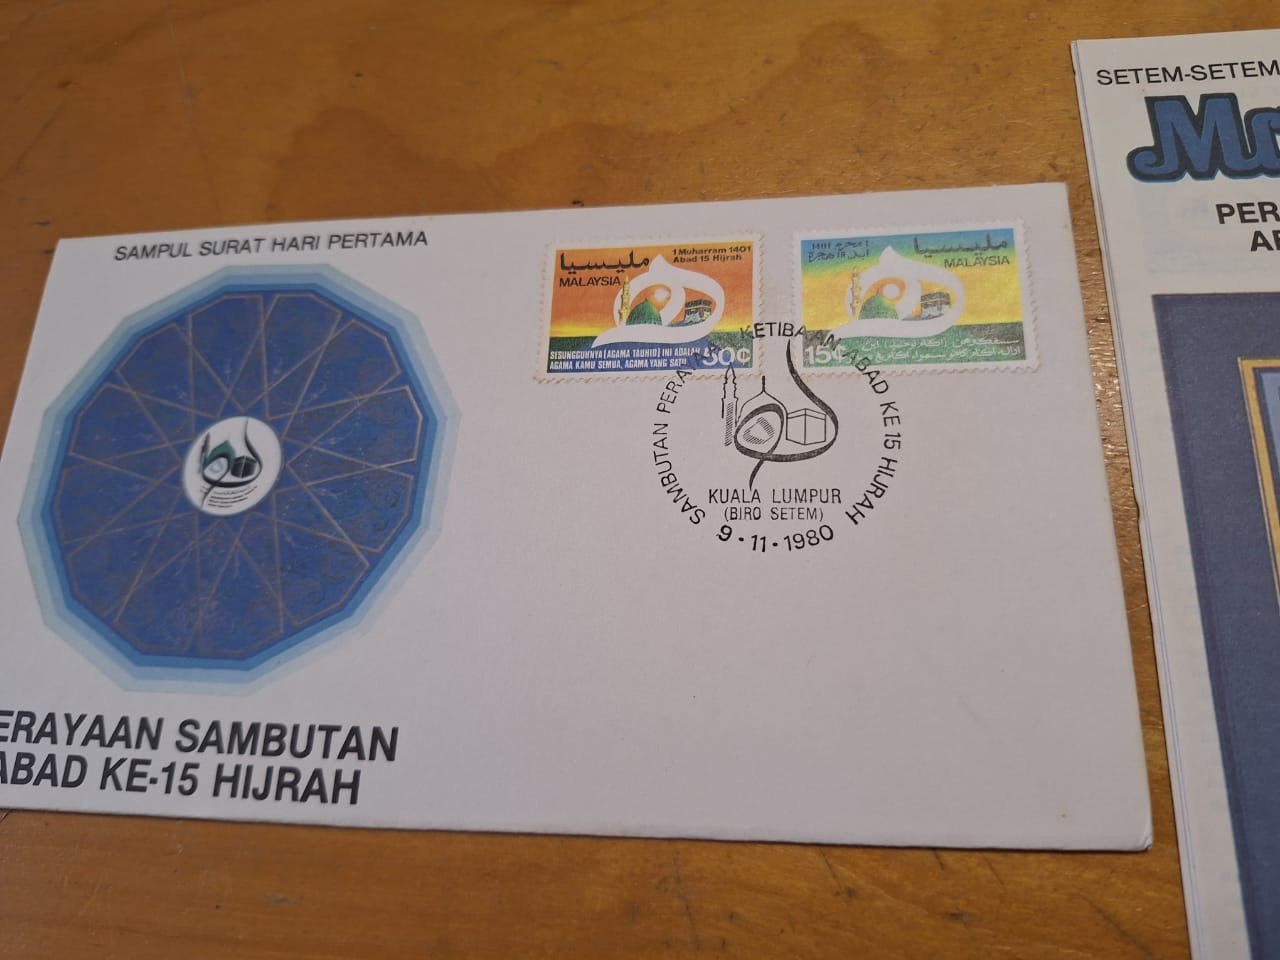 SAMPUL SURAT HARI PERTAMA
ERAYAAN SAMBUTAN
ABAD KE-15 HIJRAH
مليسيا
MALAYSIA
1 Muharram 1401
Abad 15 Hijrah
SESUNGGUHNYA (AGAMA TAUHID) INI ADALAH
AGAMA KAMU SEMUA, AGAMA YANG SATU
50¢
مليسيا
MALAYSIA
15¢
SAMBUTAN PERAYAAN KETIBAAN ABAD KE 15 HIJRAH
KUALA LUMPUR
(BIRO SETEM)
9·11·1980
SETEM-SETEM
Ma
PER